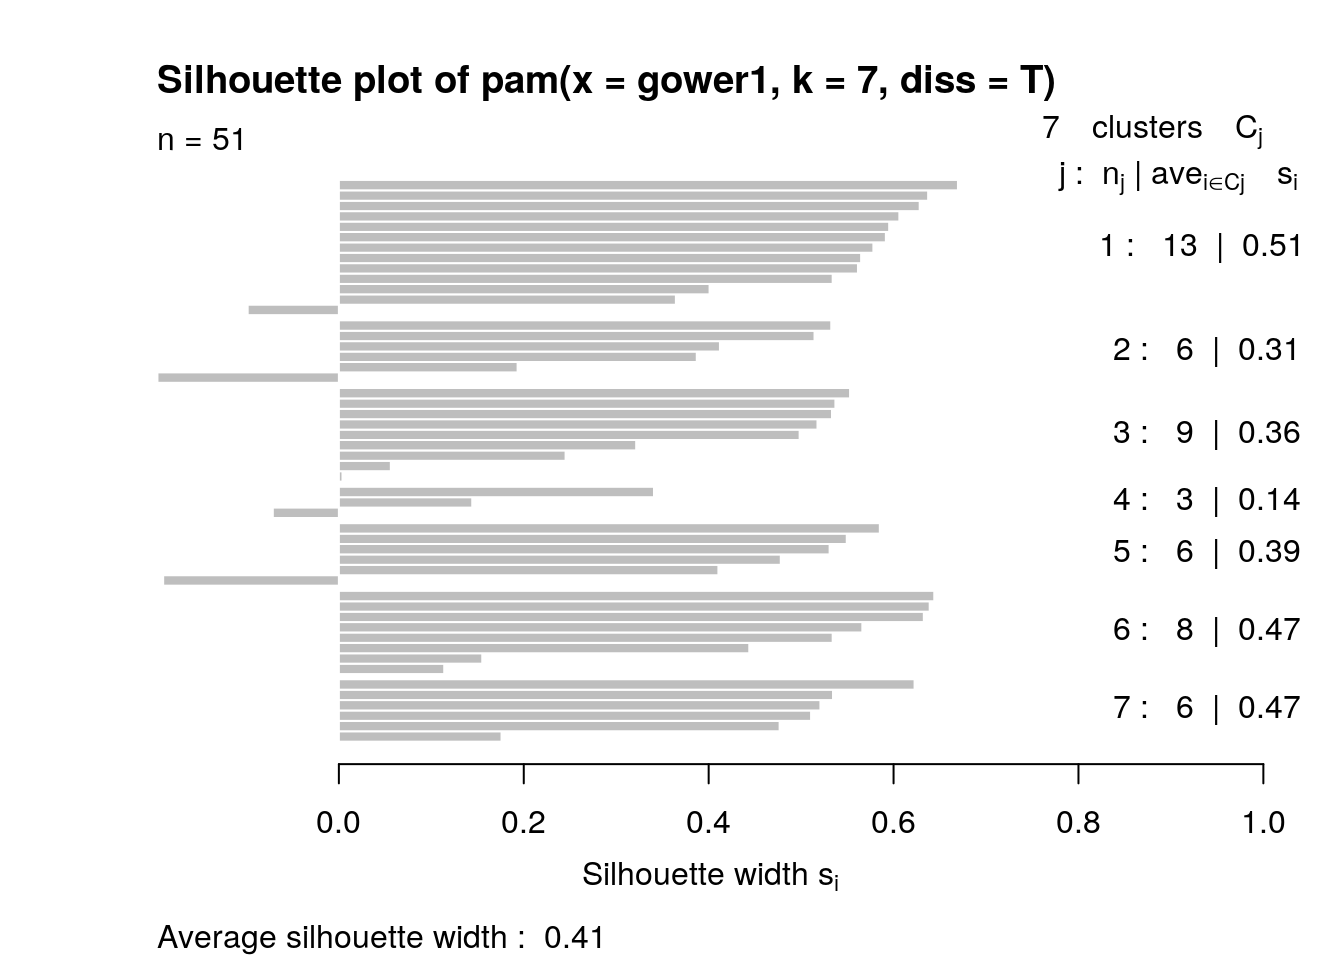 Silhouette plot of pam(x = gower1, k = 7, diss = T)
n = 51
7 clusters Cj
j : nj | avei∈Cj si
1 : 13 | 0.51
2 : 6 | 0.31
3 : 9 | 0.36
4 : 3 | 0.14
5 : 6 | 0.39
6 : 8 | 0.47
7 : 6 | 0.47
0.0 0.2 0.4 0.6 0.8 1.0
Silhouette width si
Average silhouette width : 0.41